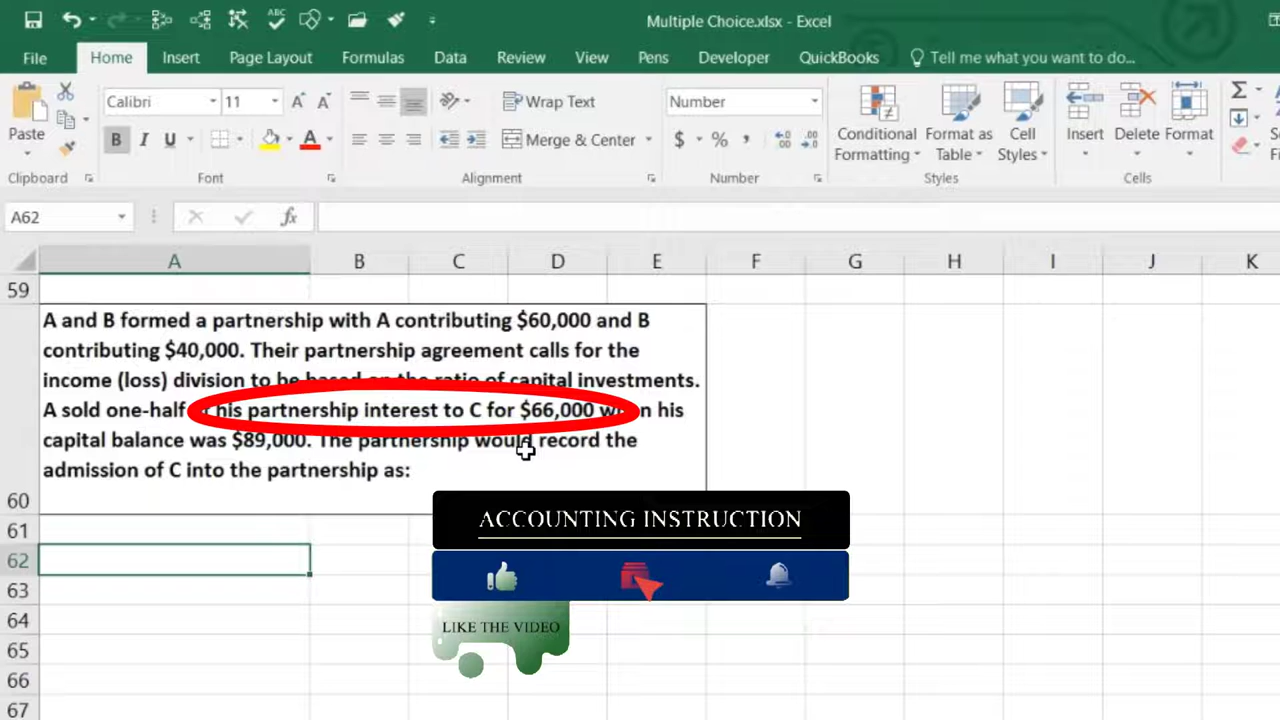 Multiple Choice.xlsx - Excel
File Home Insert Page Layout Formulas Data Review View Pens Developer QuickBooks Tell me what you want to do...
Calibri 11 Wrap Text Number
Paste B I U A Merge & Center $ % Conditional Formatting Format as Table Cell Styles Insert Delete Format
Clipboard Font Alignment Number Styles Cells
A62 fx
A B C D E F G H I J K
59
A and B formed a partnership with A contributing $60,000 and B
contributing $40,000. Their partnership agreement calls for the
income (loss) division to be based on the ratio of capital investments.
A sold one-half his partnership interest to C for $66,000 his
capital balance was $89,000. The partnership would record the
admission of C into the partnership as:
60
ACCOUNTING INSTRUCTION
61
62
63
LIKE THE VIDEO
64
65
66
67